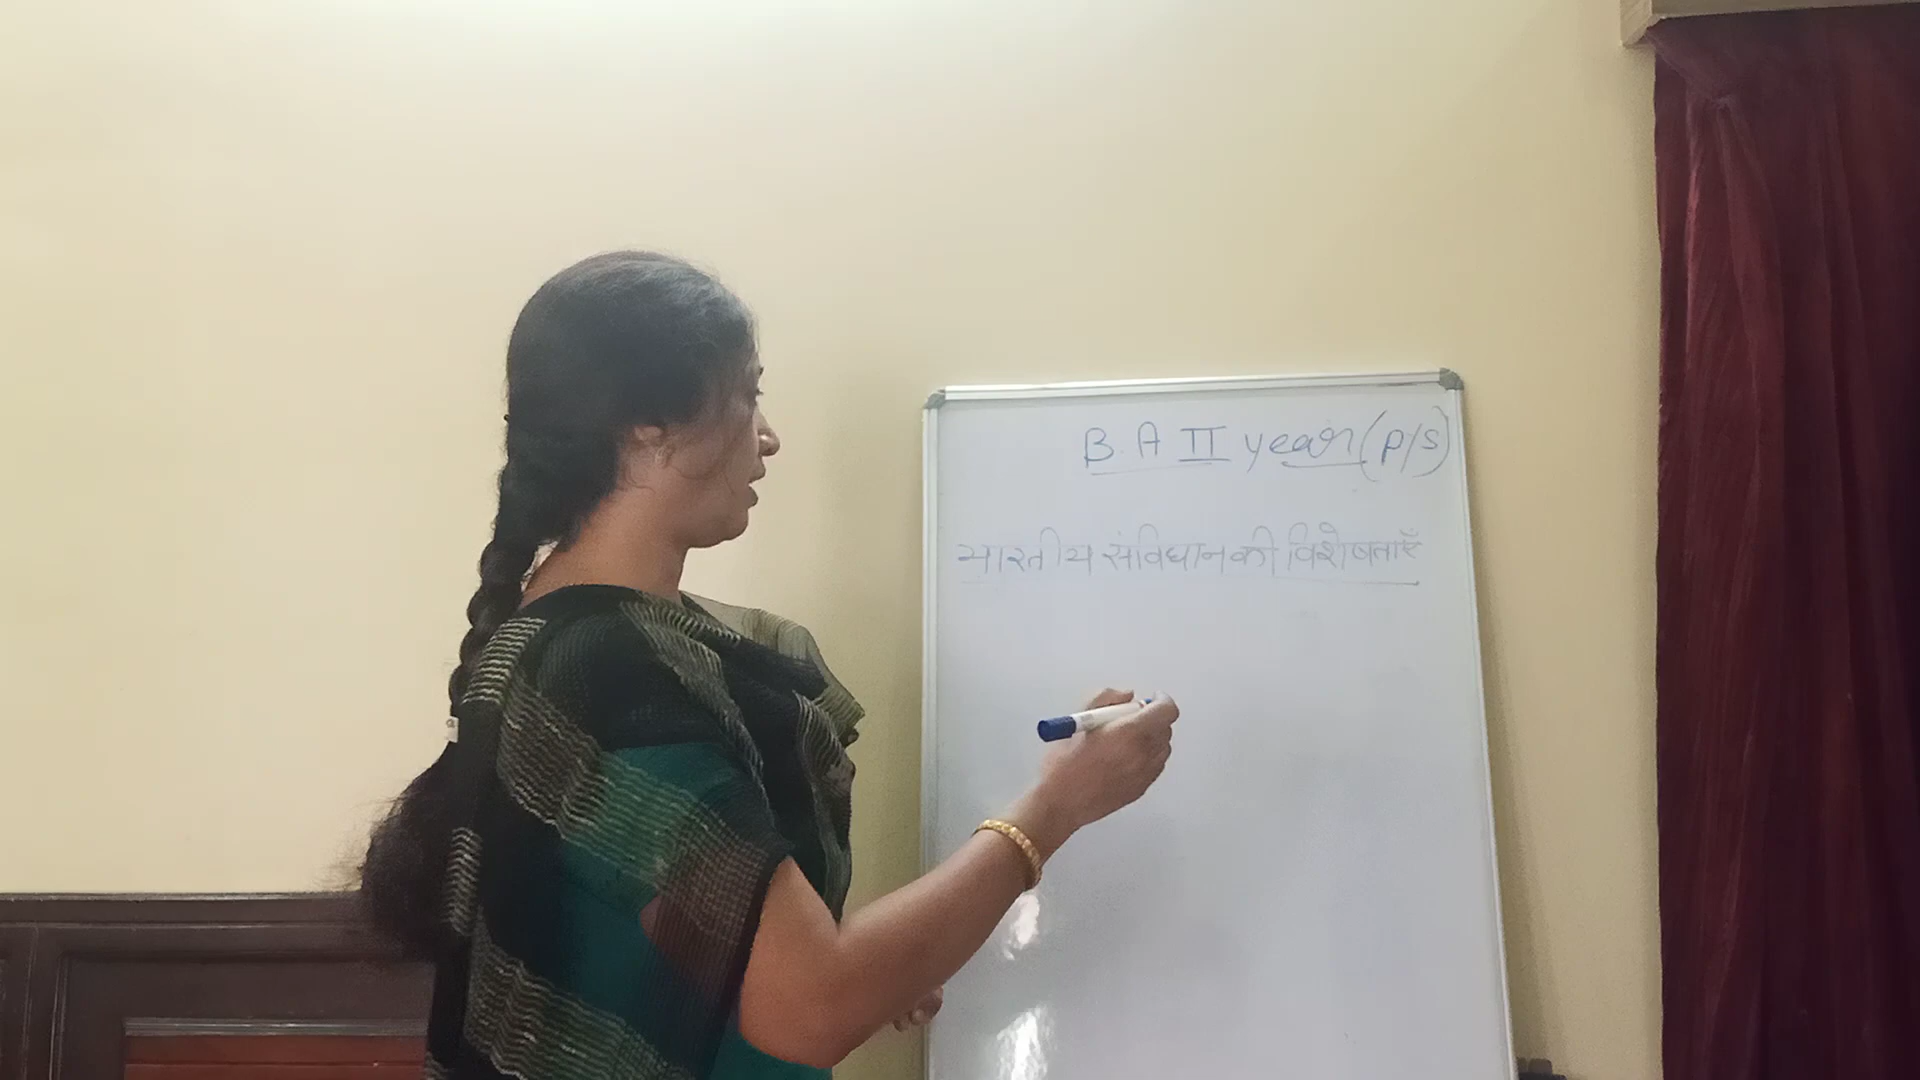 B. A II year (P/S)
भारतीय संविधान की विशेषताएँ